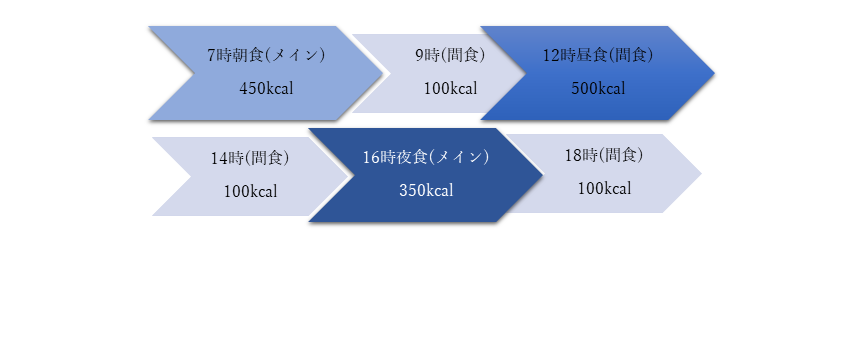 7時朝食(メイン)
450kcal
9時(間食)
100kcal
12時昼食(間食)
500kcal
14時(間食)
100kcal
16時夜食(メイン)
350kcal
18時(間食)
100kcal